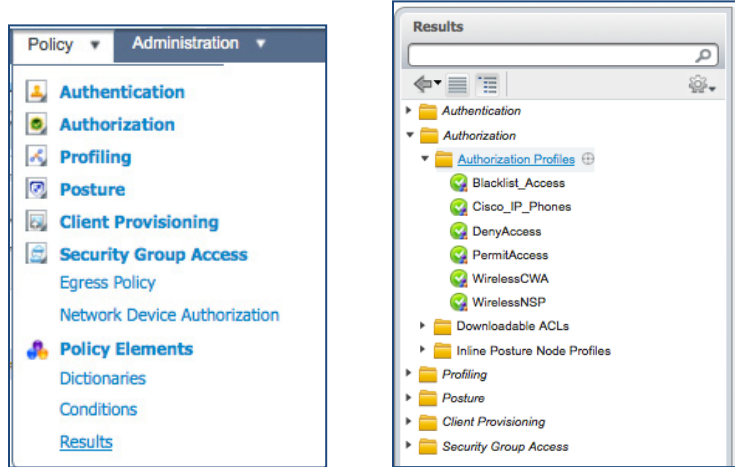 Policy ▼ Administration ▼
Authentication
Authorization
Profiling
Posture
Client Provisioning
Security Group Access
Egress Policy
Network Device Authorization
Policy Elements
Dictionaries
Conditions
Results
Results
Authentication
Authorization
Authorization Profiles
Blacklist_Access
Cisco_IP_Phones
DenyAccess
PermitAccess
WirelessCWA
WirelessNSP
Downloadable ACLs
Inline Posture Node Profiles
Profiling
Posture
Client Provisioning
Security Group Access